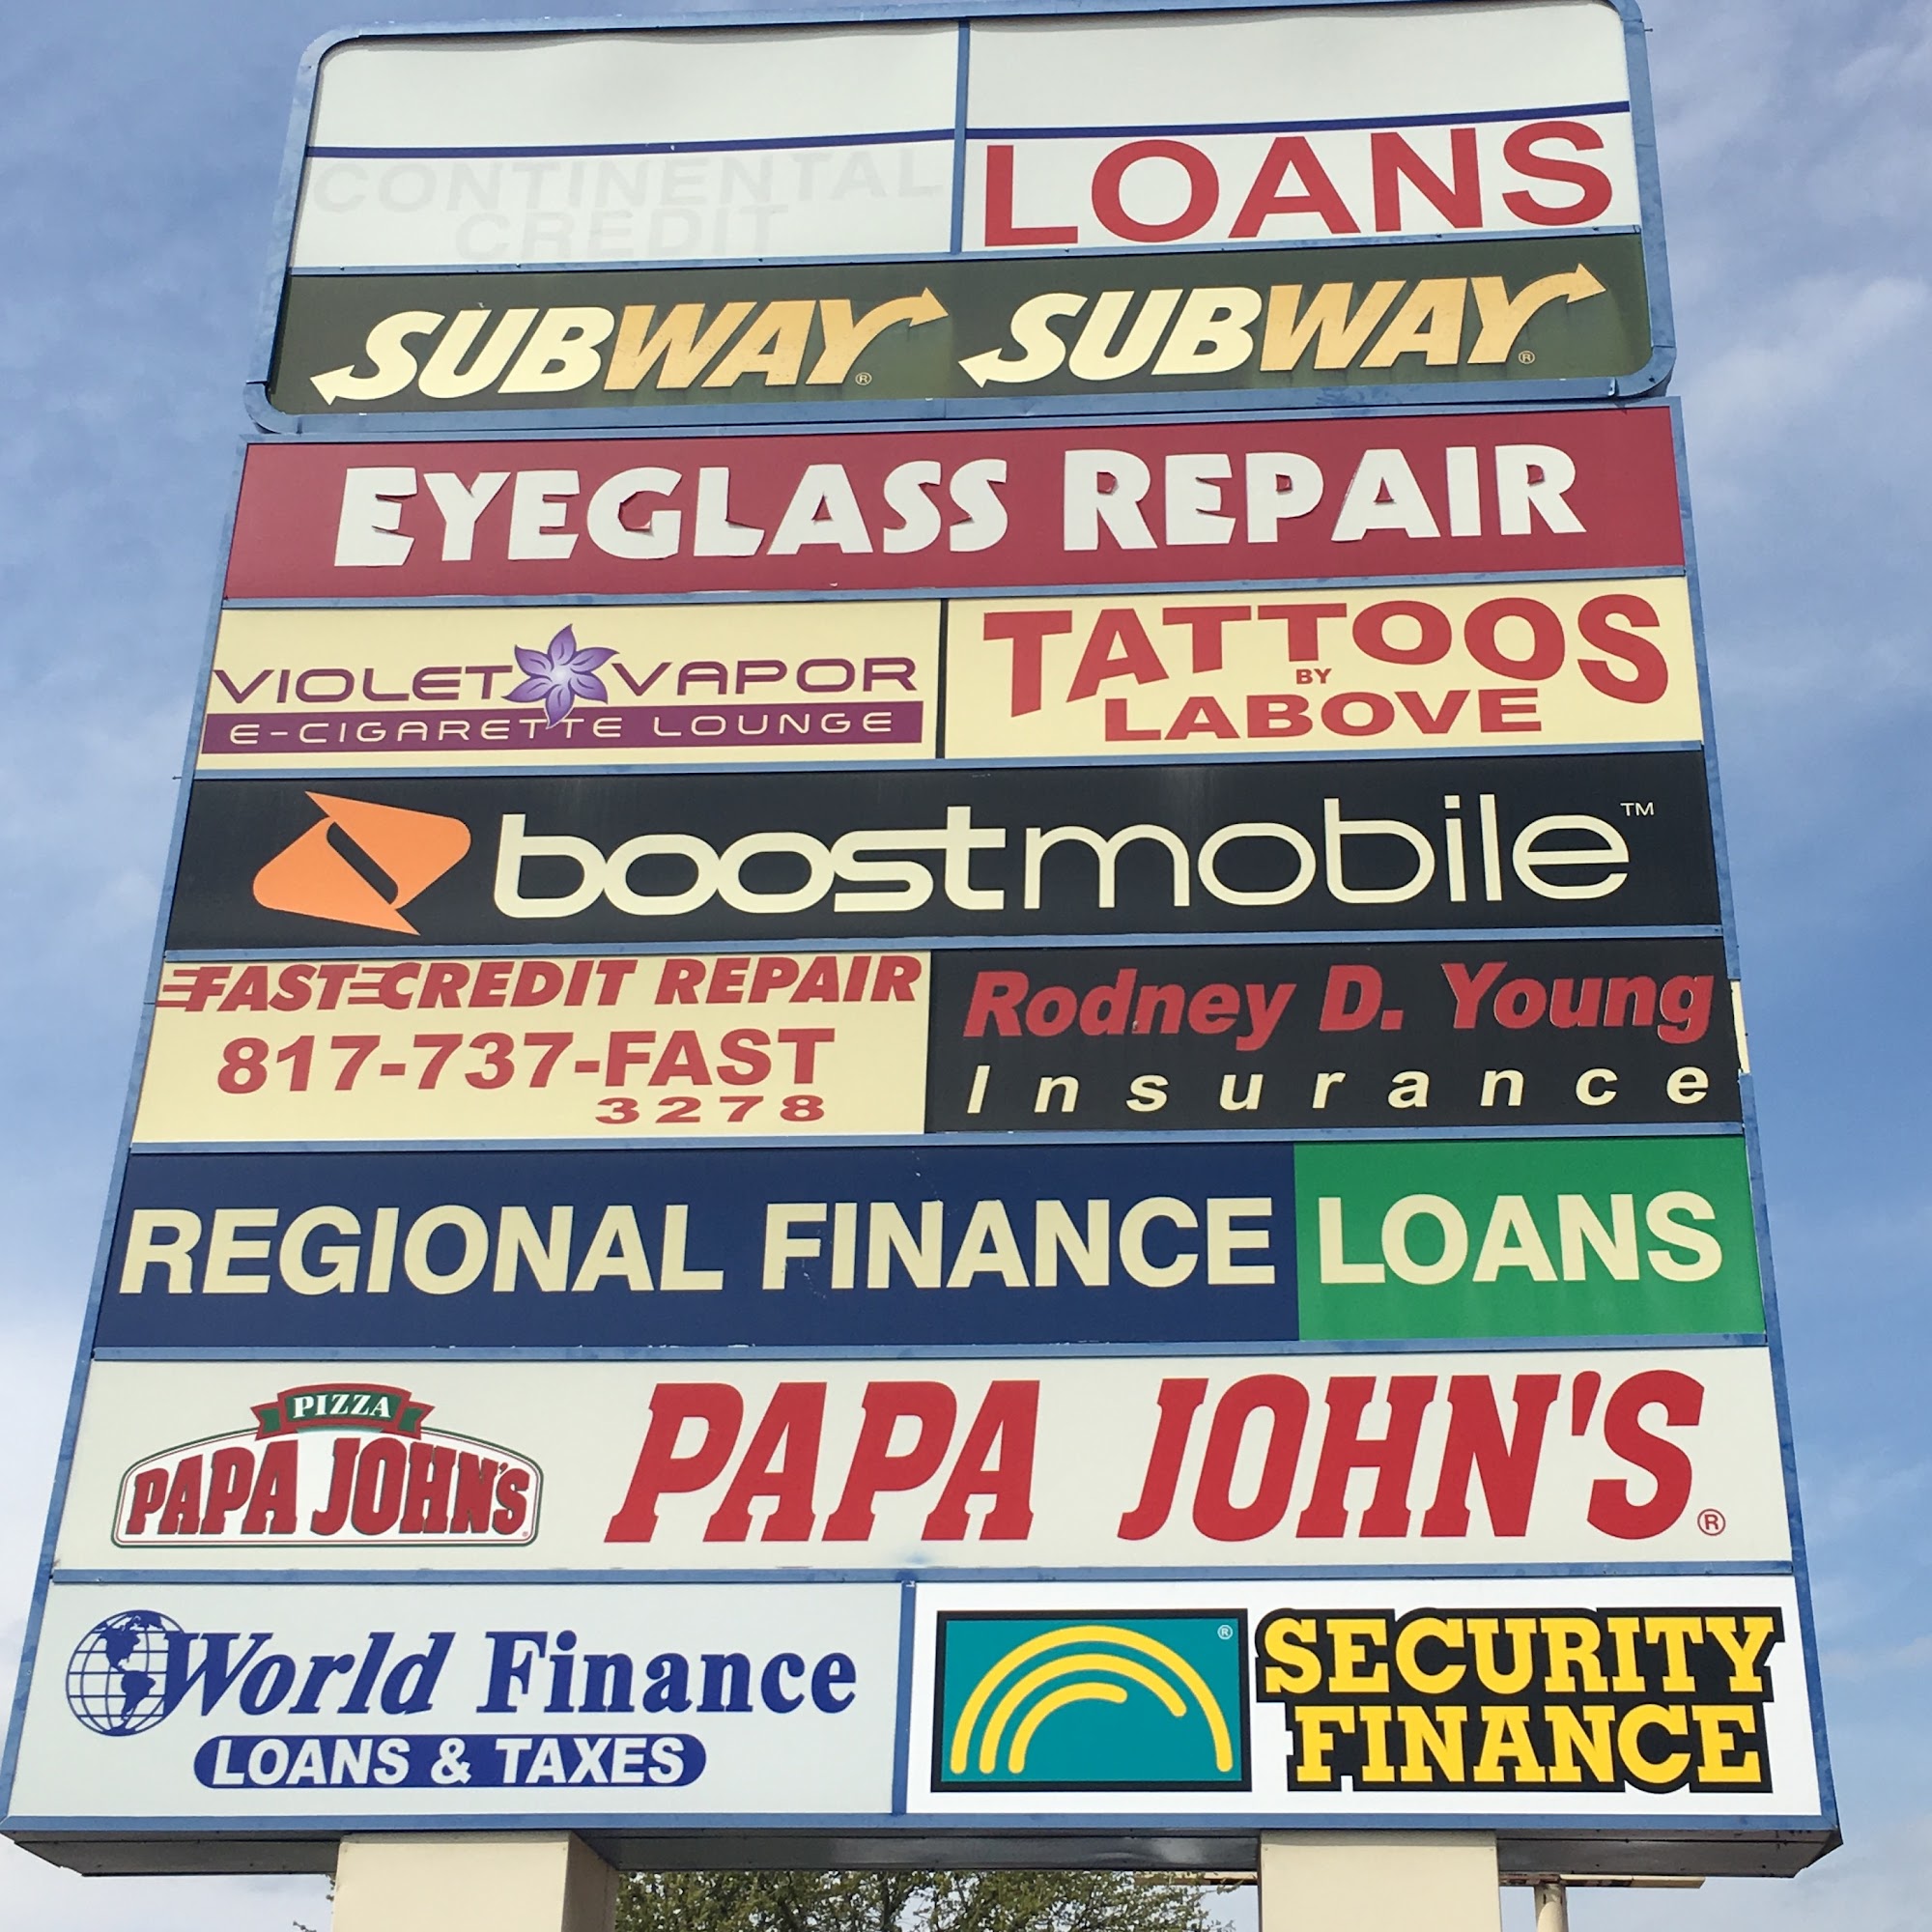 CONTINENTAL
CREDIT
LOANS
SUBWAY® SUBWAY®
EYEGLASS REPAIR
VIOLET VAPOR
E-CIGARETTE LOUNGE
TATTOOS
BY
LABOVE
boostmobile™
FAST CREDIT REPAIR
817-737-FAST
3278
Rodney D. Young
Insurance
REGIONAL FINANCE LOANS
PIZZA
PAPA JOHN'S
PAPA JOHN'S®
World Finance
LOANS & TAXES
®
SECURITY
FINANCE